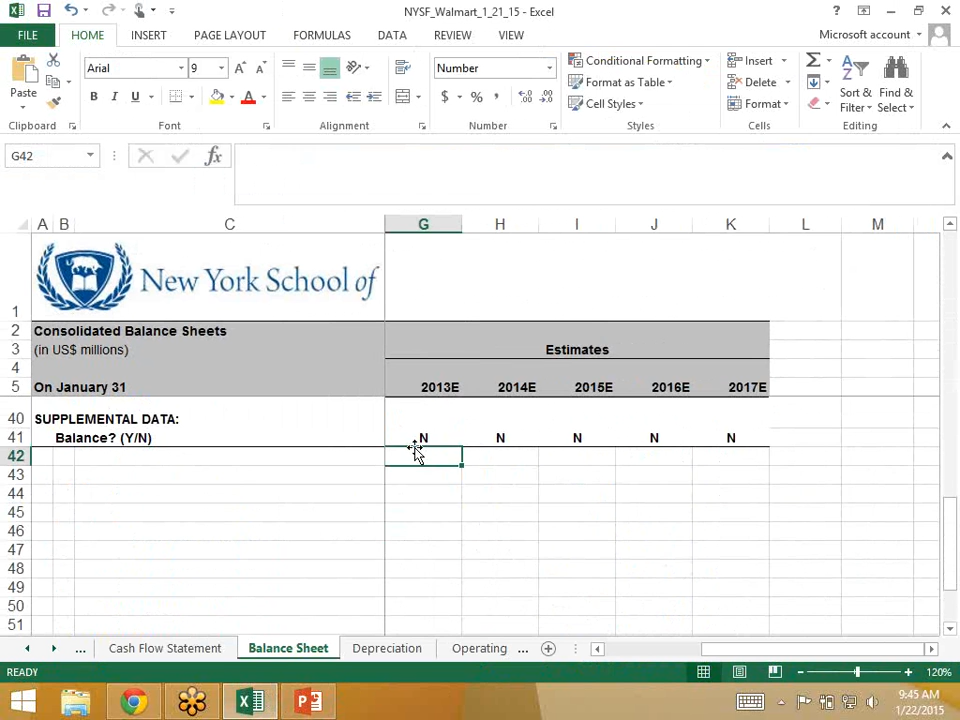 NYSF_Walmart_1_21_15 - Excel
FILE HOME INSERT PAGE LAYOUT FORMULAS DATA REVIEW VIEW Microsoft account
Paste Arial 9 Number Conditional Formatting Insert
B I U A $ % Format as Table Delete Sort & Find &
Cell Styles Format Filter Select
Clipboard Font Alignment Number Styles Cells Editing
G42 fx
A B C G H I J K L M
New York School of
1
2 Consolidated Balance Sheets
3 (in US$ millions) Estimates
4
5 On January 31 2013E 2014E 2015E 2016E 2017E
40 SUPPLEMENTAL DATA:
41 Balance? (Y/N) N N N N N
42
43
44
45
46
47
48
49
50
51
... Cash Flow Statement Balance Sheet Depreciation Operating ...
READY 120%
9:45 AM
1/22/2015